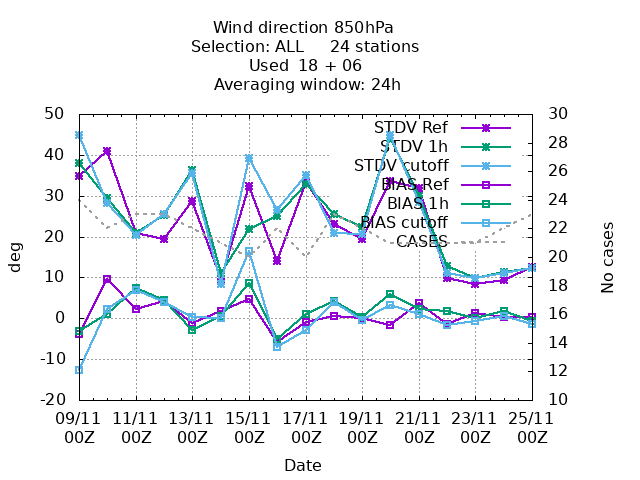 Wind direction 850hPa
Selection: ALL 24 stations
Used 18 + 06
Averaging window: 24h
50
40
30
20
10
0
-10
-20
deg
30
28
26
24
22
20
18
16
14
12
10
No cases
STDV Ref
STDV 1h
STDV cutoff
BIAS Ref
BIAS 1h
BIAS cutoff
CASES
09/11 11/11 13/11 15/11 17/11 19/11 21/11 23/11 25/11
00Z 00Z 00Z 00Z 00Z 00Z 00Z 00Z 00Z
Date